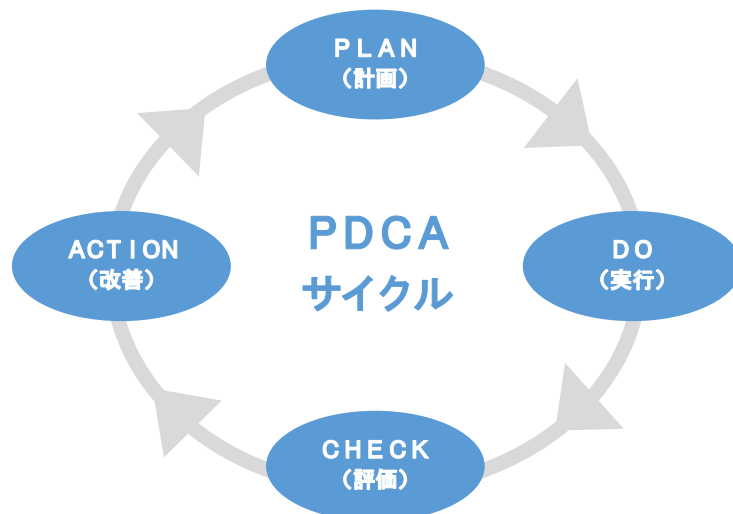 PLAN
（計画）
PDCA
サイクル
ACTION
（改善）
DO
（実行）
CHECK
（評価）